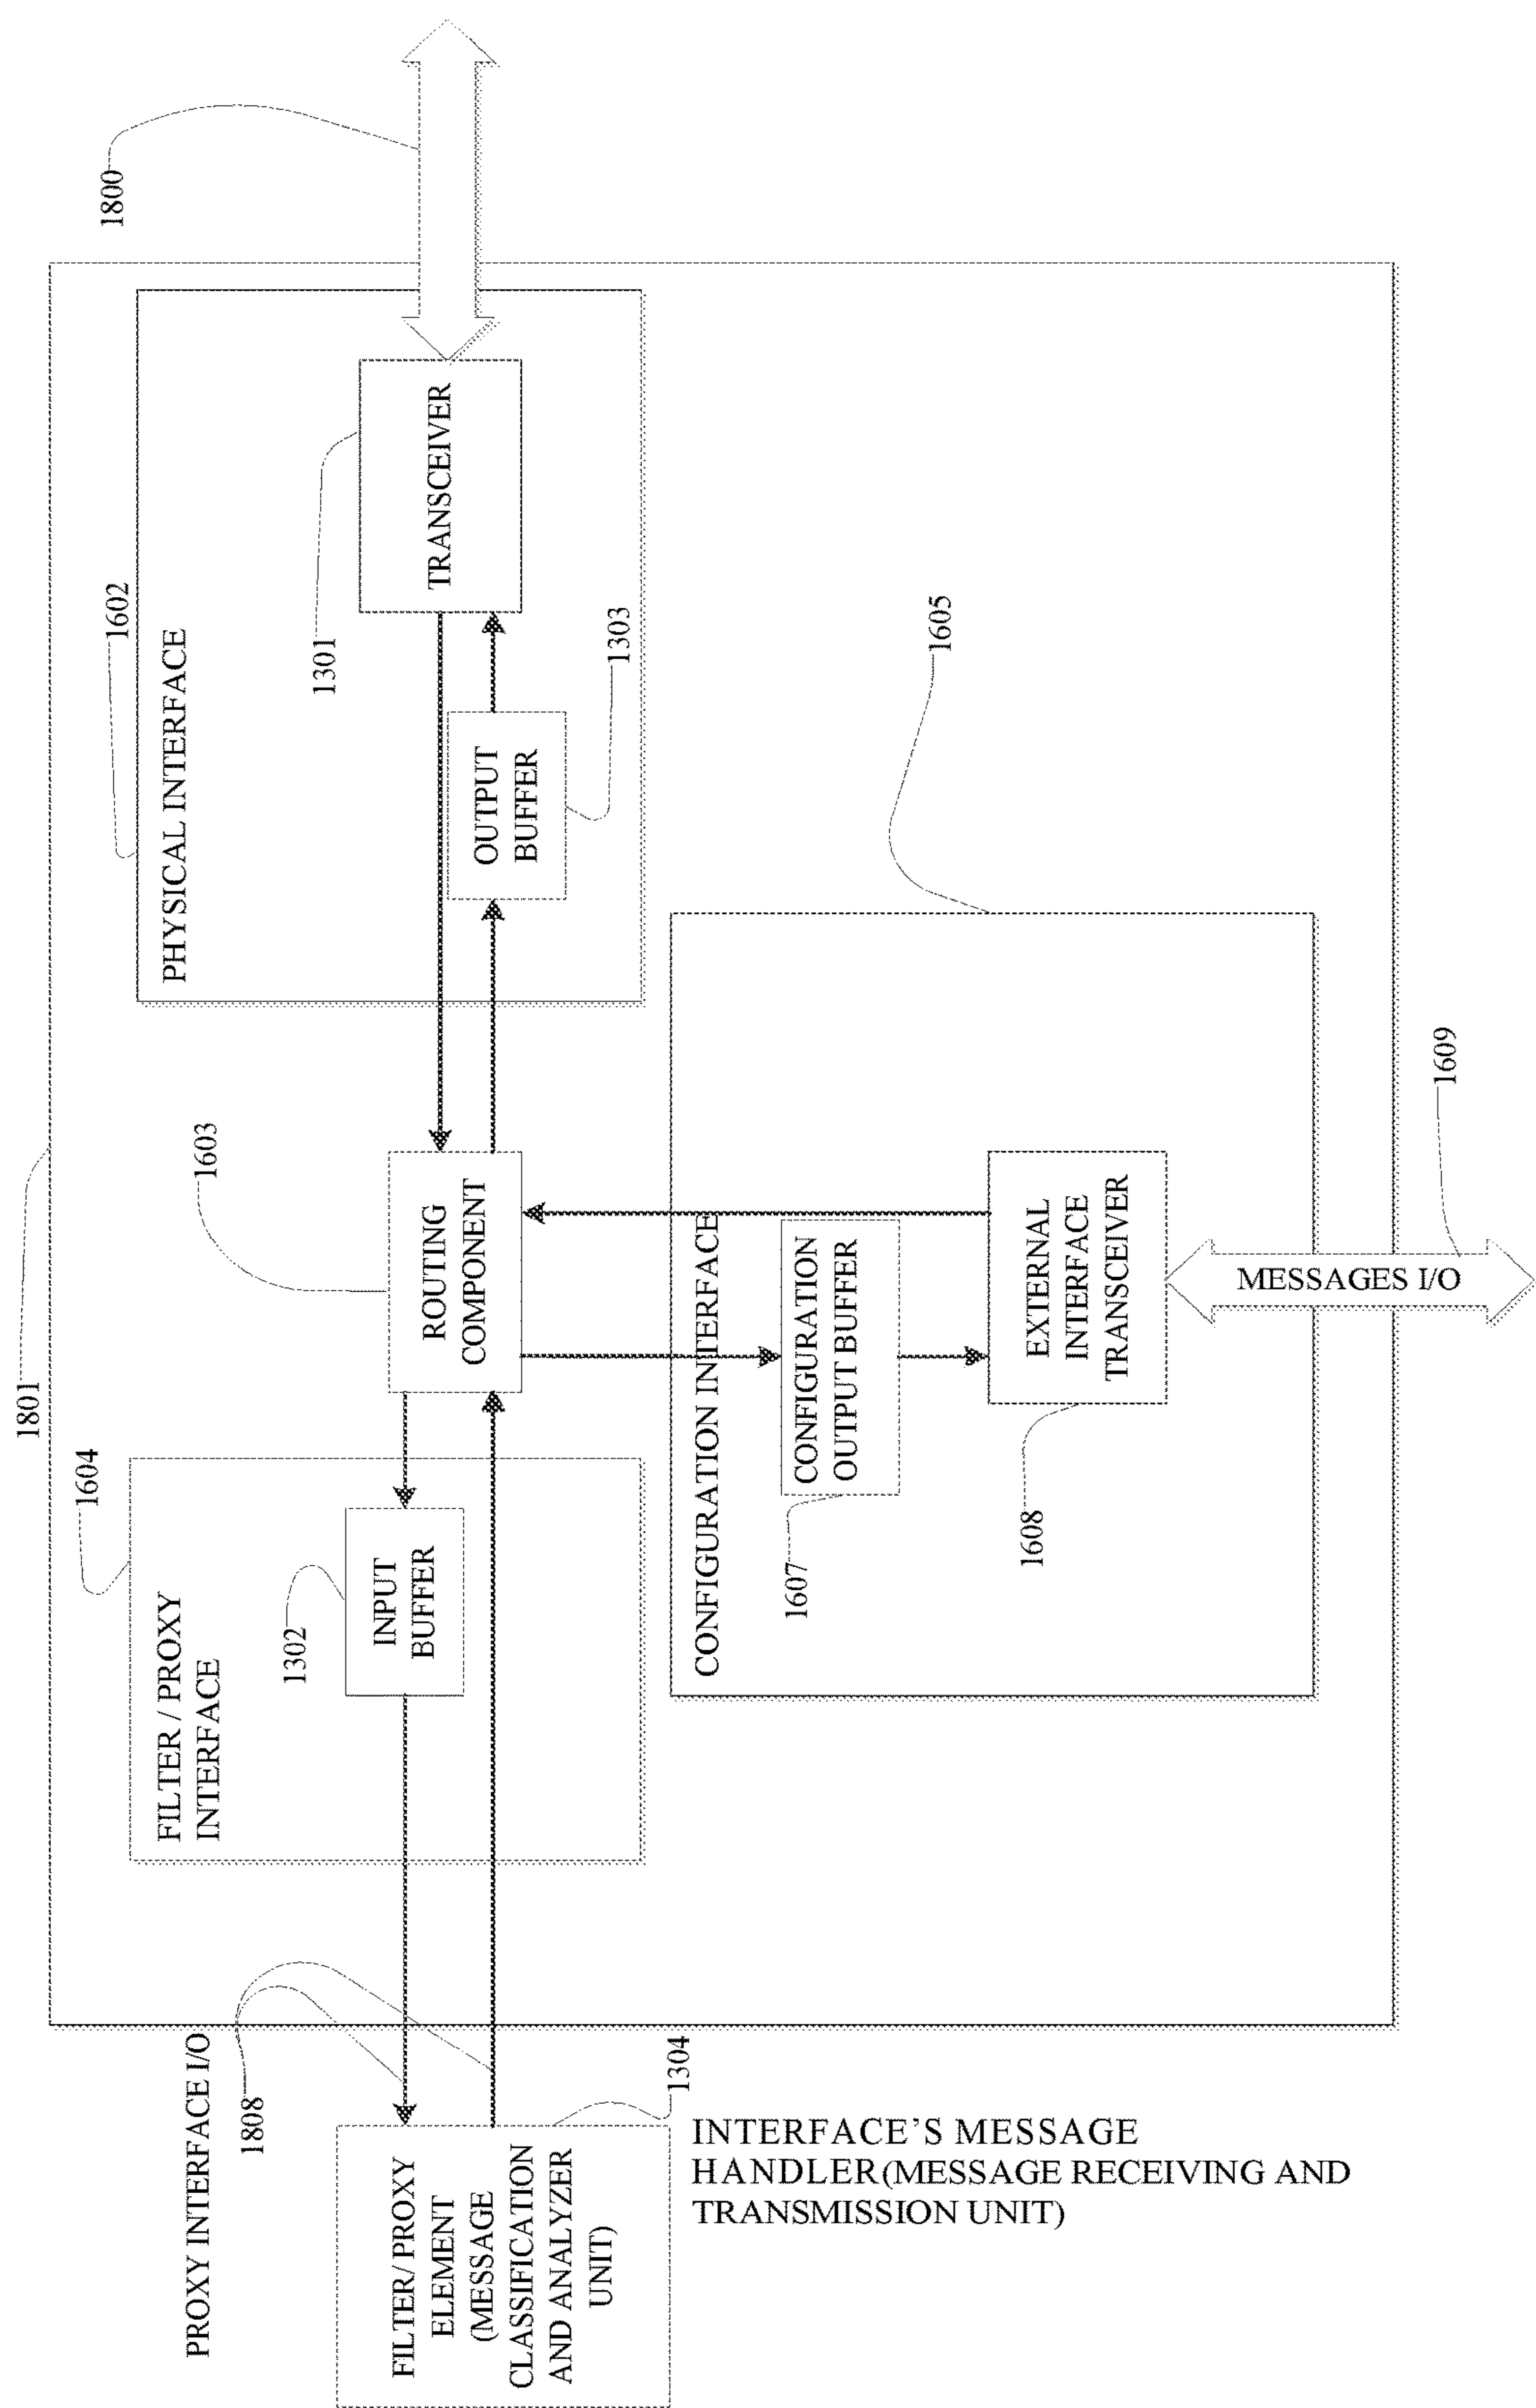 1800
1801
1602
PHYSICAL INTERFACE
1301
TRANSCEIVER
OUTPUT
BUFFER
1303
1603
ROUTING
COMPONENT
1604
FILTER / PROXY
INTERFACE
1302
INPUT
BUFFER
1605
CONFIGURATION INTERFACE
CONFIGURATION
OUTPUT BUFFER
1607
EXTERNAL
INTERFACE
TRANSCEIVER
1608
MESSAGES I/O
1609
PROXY INTERFACE I/O
1808
FILTER/ PROXY
ELEMENT
(MESSAGE
CLASSIFICATION
AND ANALYZER
UNIT)
1304
INTERFACE'S MESSAGE
HANDLER(MESSAGE RECEIVING AND
TRANSMISSION UNIT)